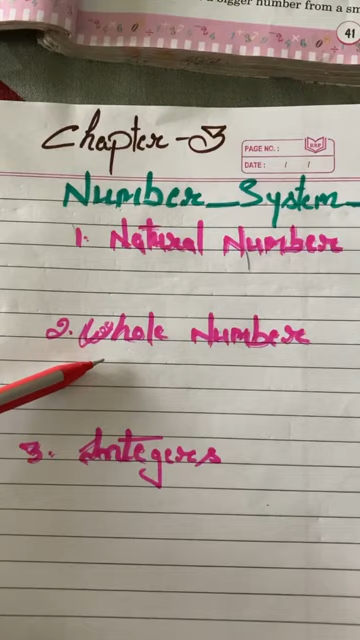 bigger number from a sm
41
Chapter-3
PAGE NO.:
DATE: / /
Number System
1. Natural Number
2. Whole Number
3. Integers